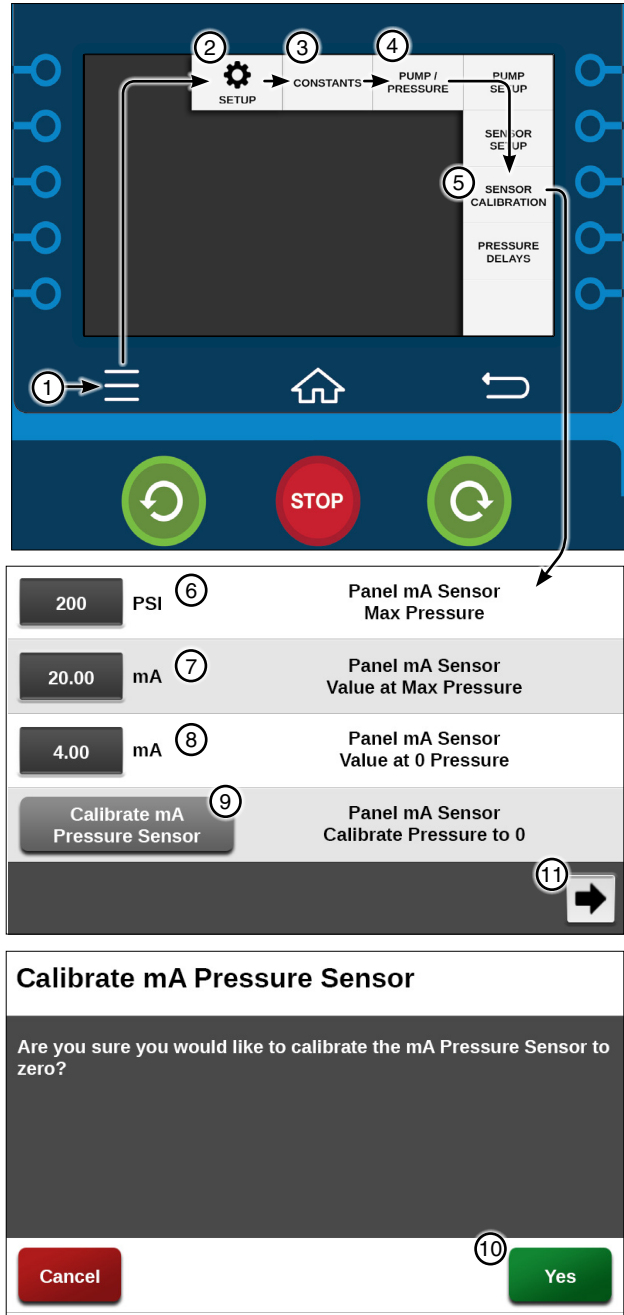 2
3
4
SETUP
CONSTANTS
PUMP /
PRESSURE
PUMP
SETUP
SENSOR
SETUP
5
SENSOR
CALIBRATION
PRESSURE
DELAYS
1
STOP
200 PSI 6 Panel mA Sensor
Max Pressure
20.00 mA 7 Panel mA Sensor
Value at Max Pressure
4.00 mA 8 Panel mA Sensor
Value at 0 Pressure
9
Calibrate mA
Pressure Sensor
Panel mA Sensor
Calibrate Pressure to 0
11
Calibrate mA Pressure Sensor
Are you sure you would like to calibrate the mA Pressure Sensor to
zero?
10
Cancel
Yes